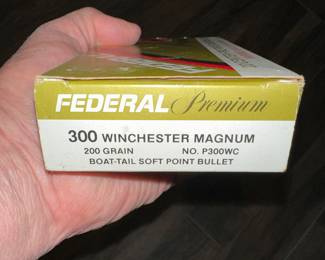 FEDERAL Premium
300 WINCHESTER MAGNUM
200 GRAIN NO. P300WC
BOAT-TAIL SOFT POINT BULLET